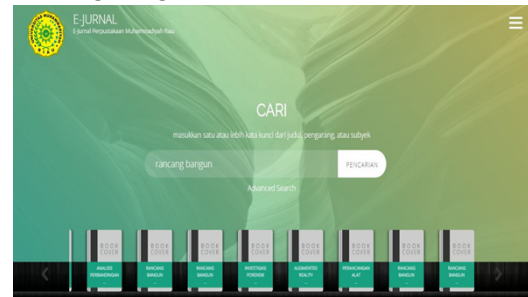 E-JURNAL
E-Jurnal Perpustakaan Muhammadiyah Riau
CARI
masukkan satu atau lebih kata kunci dari judul, pengarang, atau subyek
rancang bangun
PENCARIAN
Advanced Search
BOOK COVER
BOOK COVER
BOOK COVER
BOOK COVER
BOOK COVER
BOOK COVER
BOOK COVER
BOOK COVER
ANALISIS PERBANDINGAN ...
RANCANG BANGUN ...
RANCANG BANGUN ...
INVESTIGASI FORENSIK ...
AUGMENTED REALITY ...
PERANCANGAN ALAT ...
RANCANG BANGUN ...
RANCANG BANGUN ...